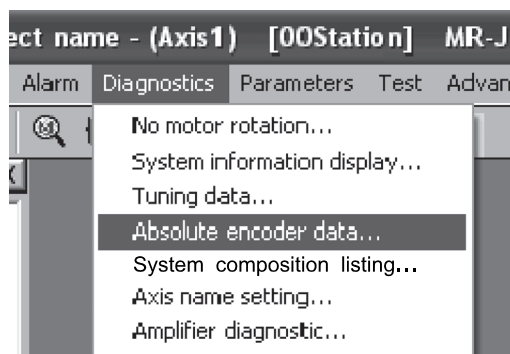 ect name - (Axis1) [00Station] MR-J
Alarm Diagnostics Parameters Test Advan
No motor rotation...
System information display...
Tuning data...
Absolute encoder data...
System composition listing...
Axis name setting...
Amplifier diagnostic...